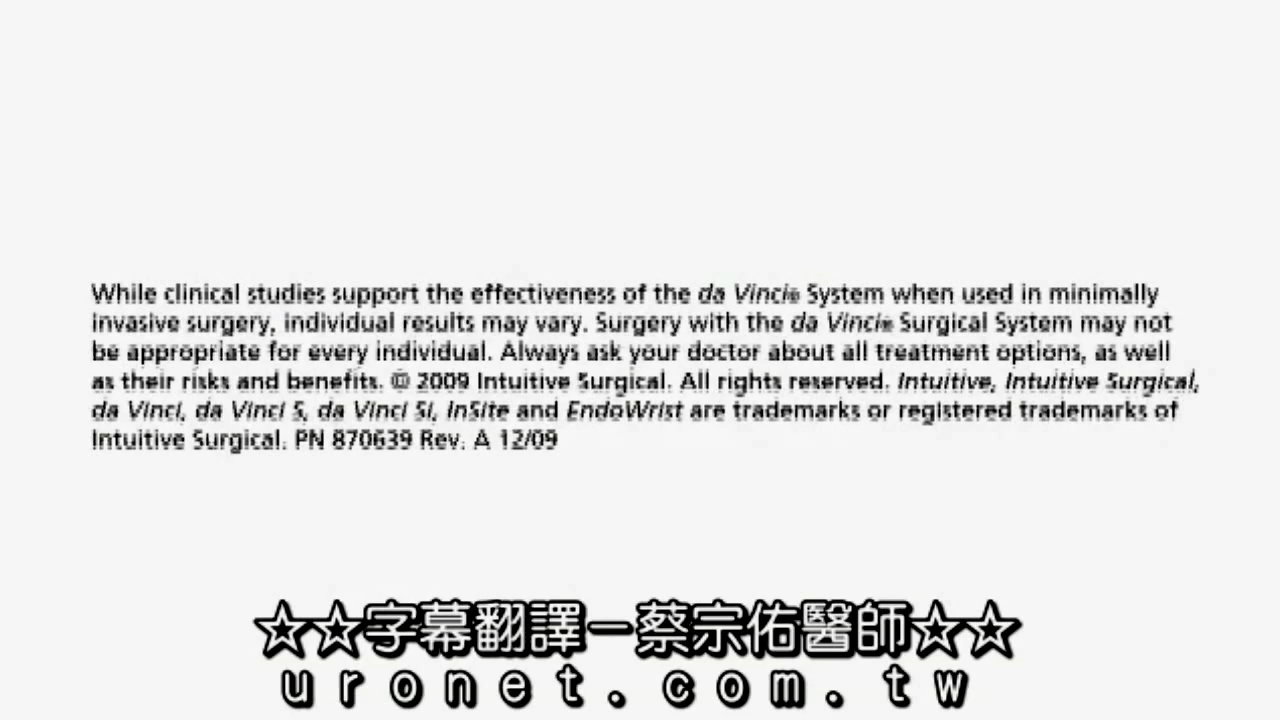 While clinical studies support the effectiveness of the da Vinci® System when used in minimally
invasive surgery, individual results may vary. Surgery with the da Vinci® Surgical System may not
be appropriate for every individual. Always ask your doctor about all treatment options, as well
as their risks and benefits. © 2009 Intuitive Surgical. All rights reserved. Intuitive, Intuitive Surgical,
da Vinci, da Vinci S, da Vinci Si, InSite and EndoWrist are trademarks or registered trademarks of
Intuitive Surgical. PN 870639 Rev. A 12/09
☆☆字幕翻譯－蔡宗佑醫師☆☆
uronet.com.tw